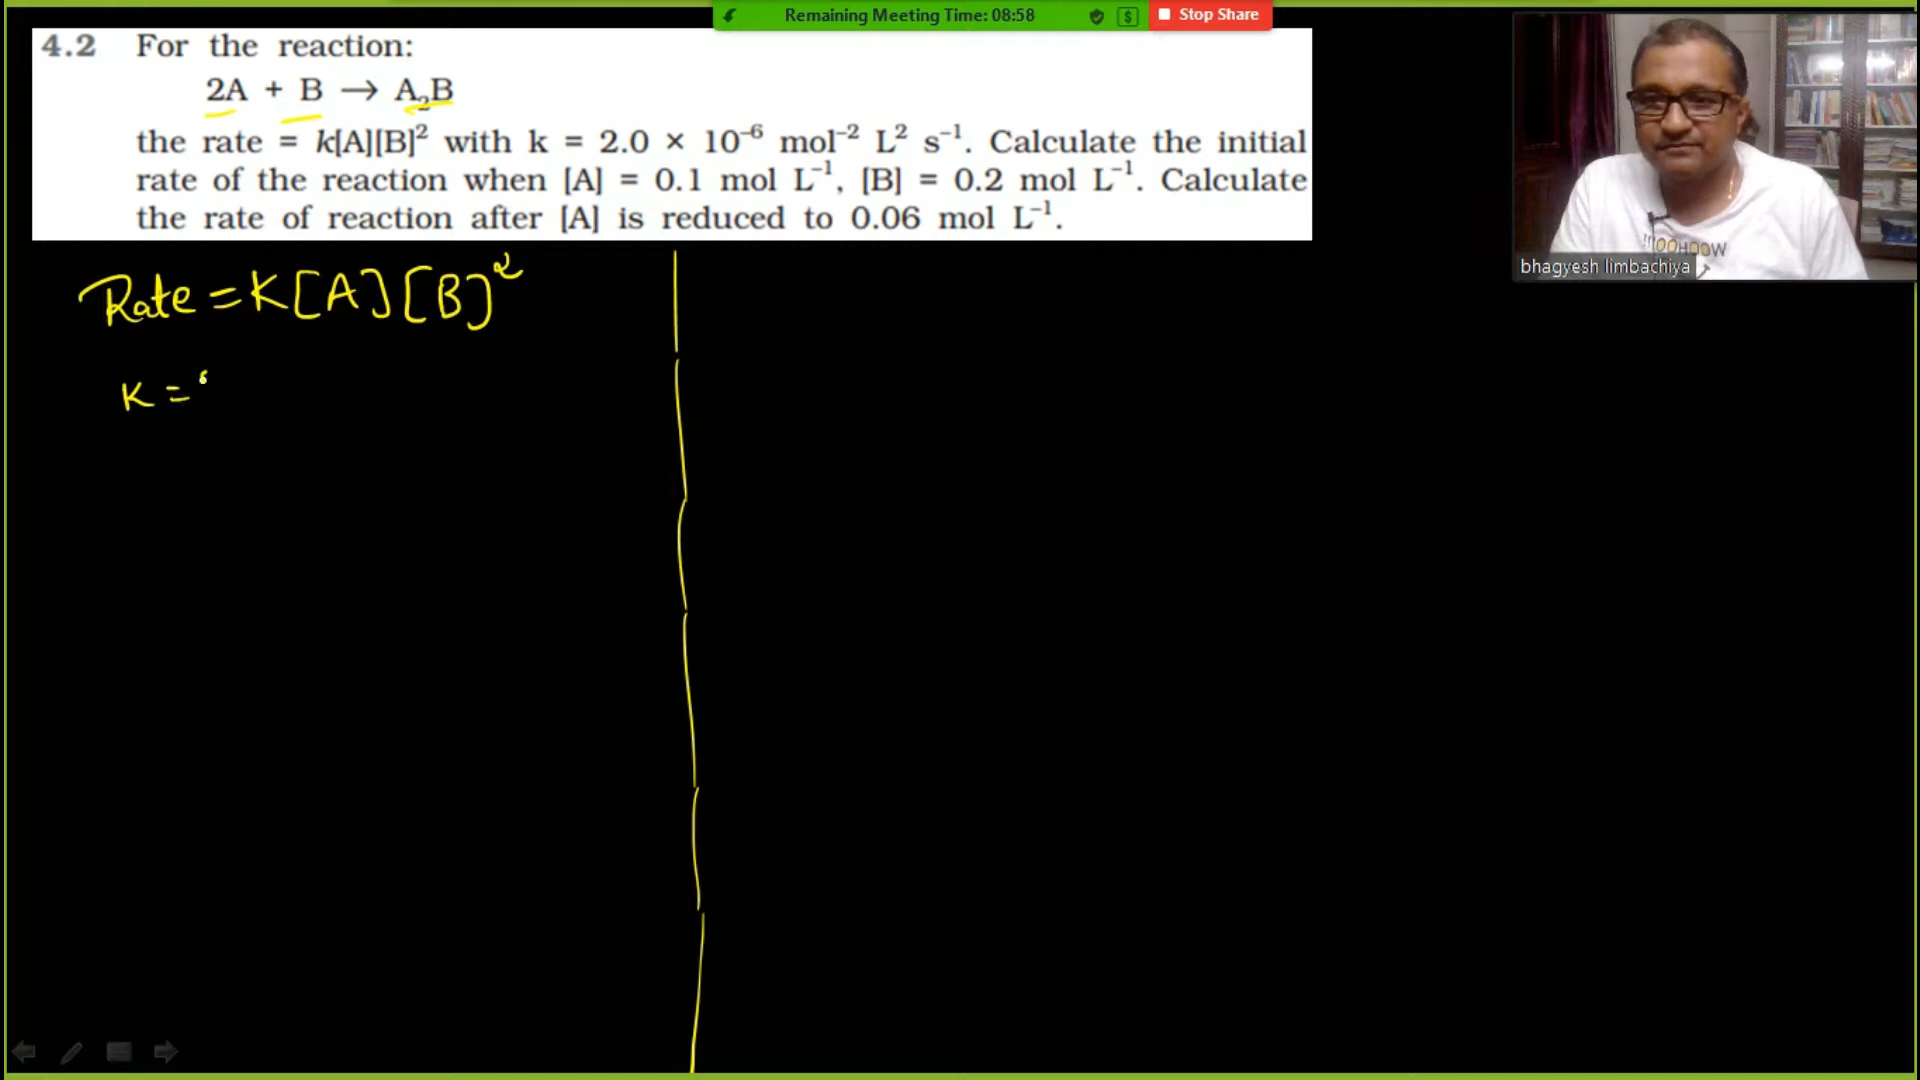 Remaining Meeting Time: 08:58
$
Stop Share
4.2 For the reaction:
2A + B → A₂B
the rate = k[A][B]² with k = 2.0 × 10⁻⁶ mol⁻² L² s⁻¹. Calculate the initial
rate of the reaction when [A] = 0.1 mol L⁻¹, [B] = 0.2 mol L⁻¹. Calculate
the rate of reaction after [A] is reduced to 0.06 mol L⁻¹.
WOOHOOW
bhagyesh limbachiya
Rate = K[A][B]²
K =